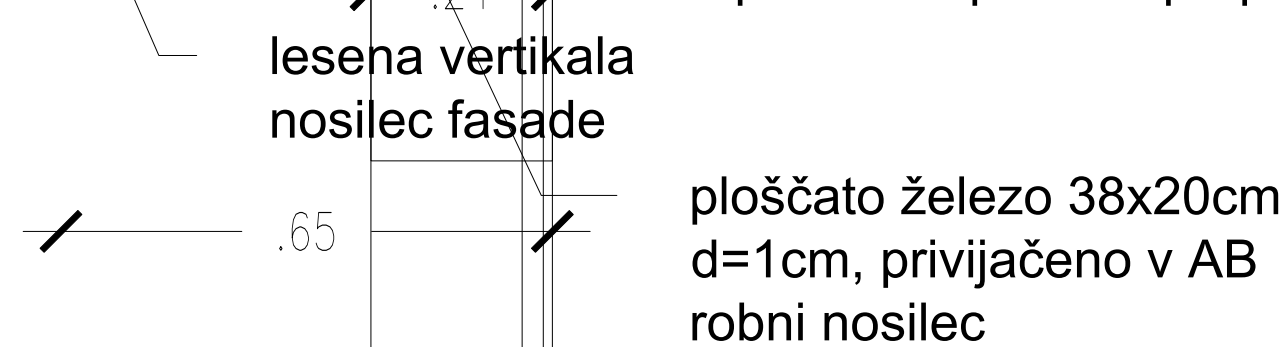 lesena vertikala
nosilec fasade
.65
ploščato železo 38x20cm
d=1cm, privijačeno v AB
robni nosilec